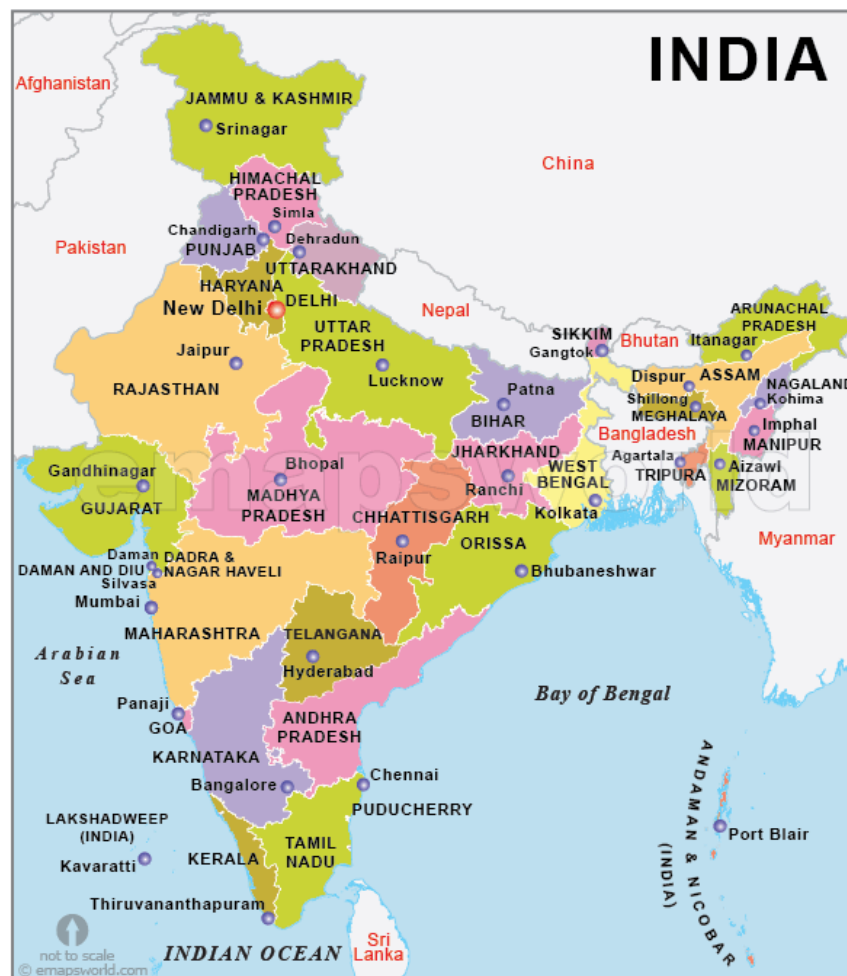 INDIA
Afghanistan
JAMMU & KASHMIR
Srinagar
China
HIMACHAL
PRADESH
Simla
Chandigarh
PUNJAB
Dehradun
UTTARAKHAND
Pakistan
HARYANA
DELHI
New Delhi
Nepal
UTTAR
PRADESH
Lucknow
Jaipur
RAJASTHAN
SIKKIM
Gangtok
Bhutan
ARUNACHAL
PRADESH
Itanagar
Dispur
ASSAM
NAGALAND
Kohima
Shillong
MEGHALAYA
Imphal
MANIPUR
Patna
BIHAR
Bangladesh
Agartala
TRIPURA
Aizawl
MIZORAM
JHARKHAND
Ranchi
WEST
BENGAL
Kolkata
Gandhinagar
GUJARAT
Bhopal
MADHYA
PRADESH
emapsworld
CHHATTISGARH
Raipur
ORISSA
Bhubaneshwar
Myanmar
Daman
DAMAN AND DIU
Silvasa
DADRA &
NAGAR HAVELI
Mumbai
MAHARASHTRA
TELANGANA
Hyderabad
Arabian
Sea
Bay of Bengal
Panaji
GOA
KARNATAKA
Bangalore
ANDHRA
PRADESH
Chennai
PUDUCHERRY
LAKSHADWEEP
(INDIA)
Kavaratti
KERALA
TAMIL
NADU
Thiruvananthapuram
ANDAMAN & NICOBAR
(INDIA)
Port Blair
INDIAN OCEAN
Sri
Lanka
not to scale
© emapsworld.com